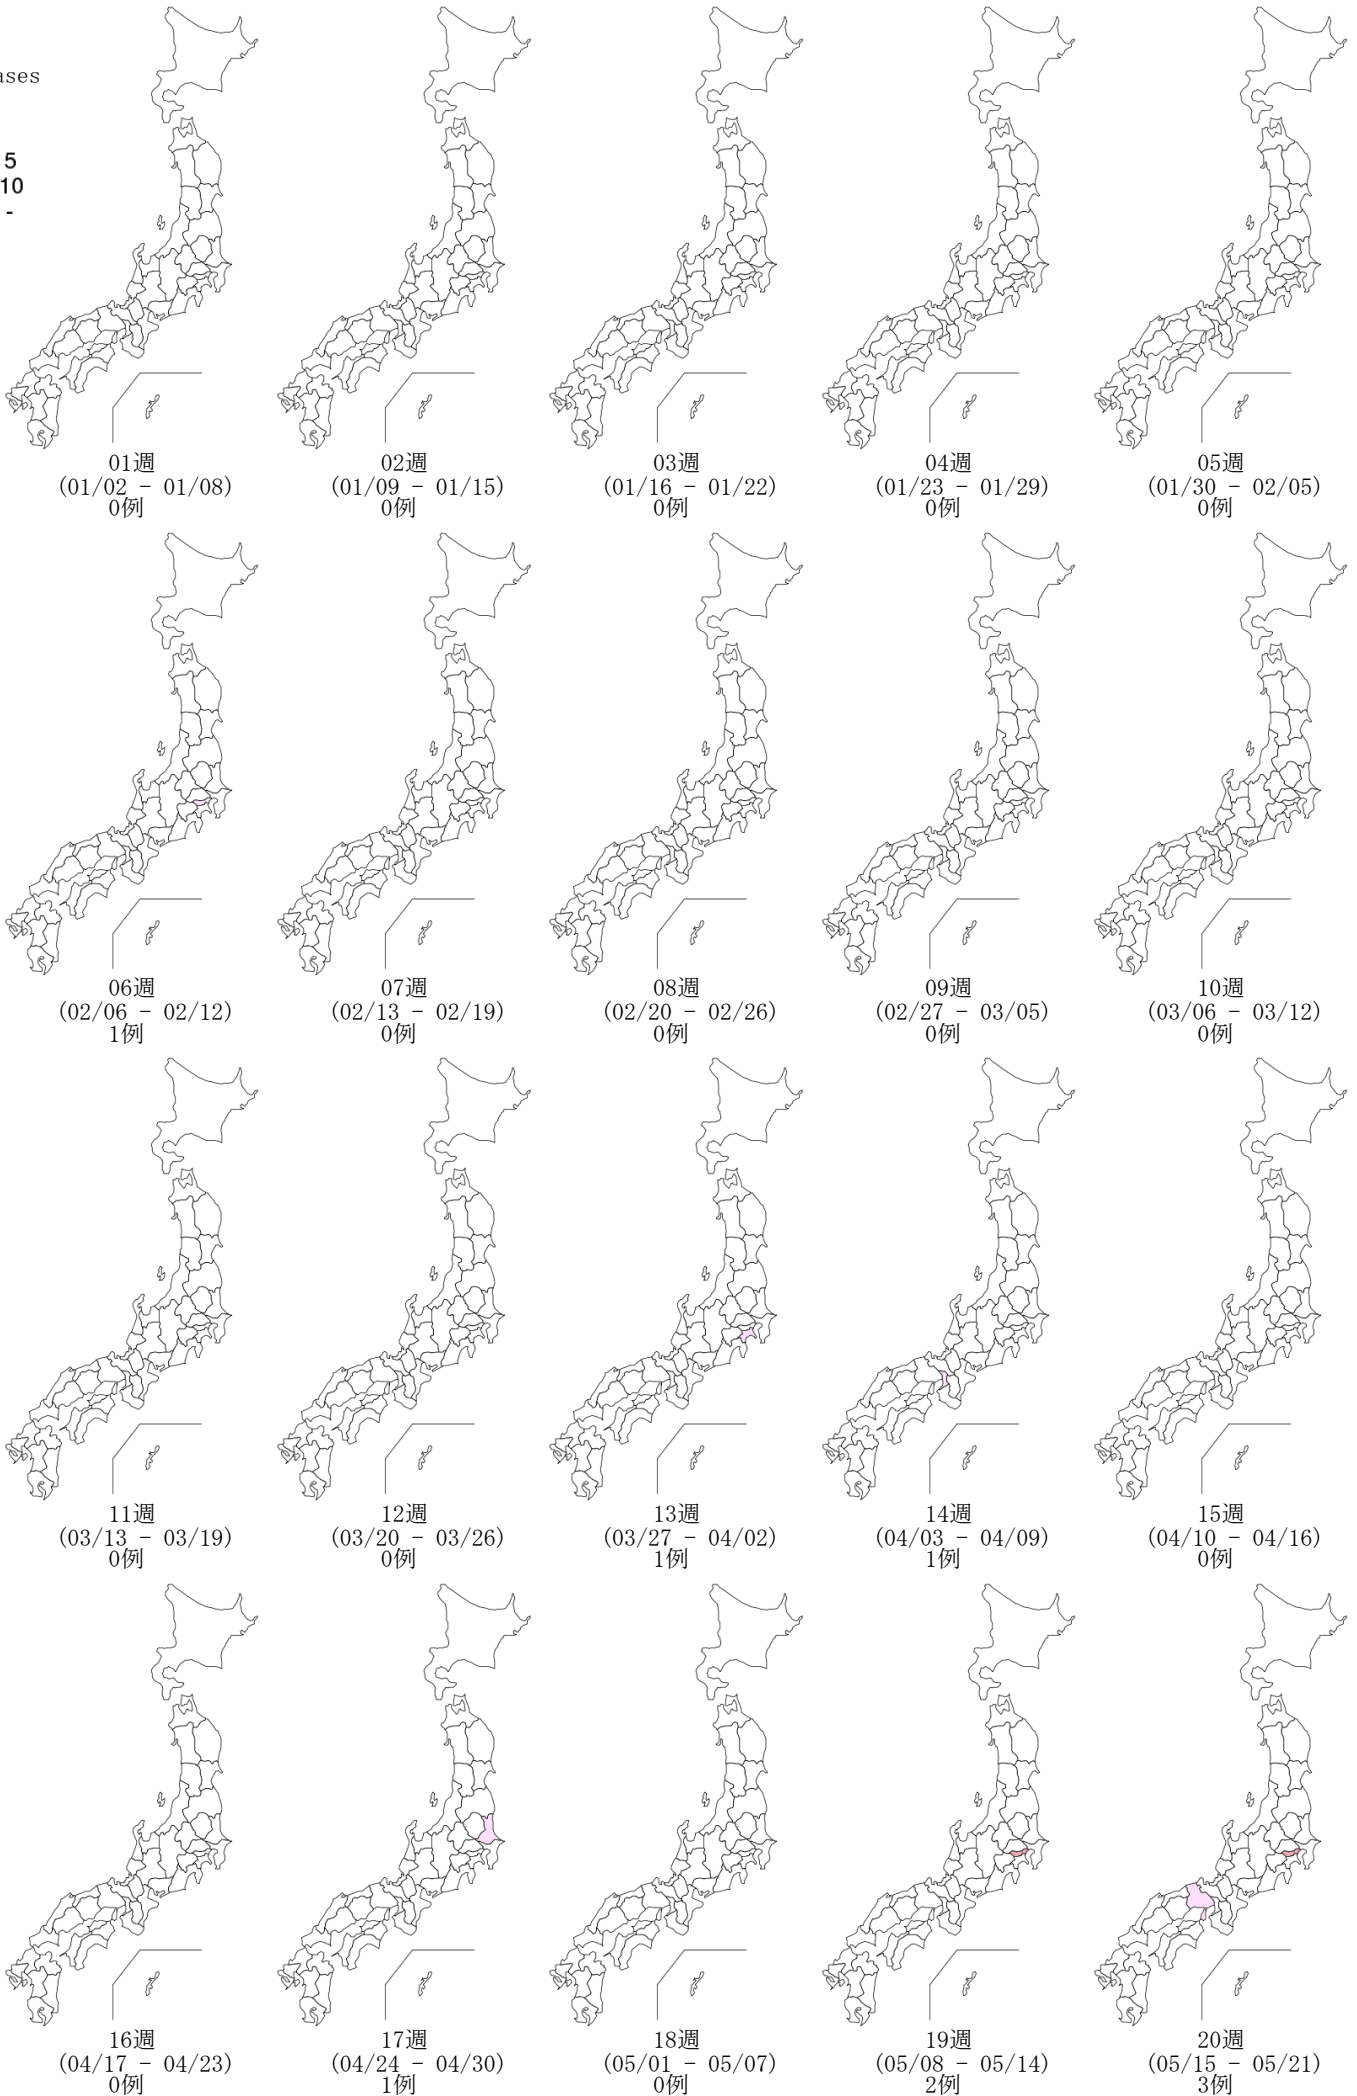 ases
5
10
-
01週 02週 03週 04週 05週
(01/02 - 01/08) (01/09 - 01/15) (01/16 - 01/22) (01/23 - 01/29) (01/30 - 02/05)
0例 0例 0例 0例 0例
06週 07週 08週 09週 10週
(02/06 - 02/12) (02/13 - 02/19) (02/20 - 02/26) (02/27 - 03/05) (03/06 - 03/12)
1例 0例 0例 0例 0例
11週 12週 13週 14週 15週
(03/13 - 03/19) (03/20 - 03/26) (03/27 - 04/02) (04/03 - 04/09) (04/10 - 04/16)
0例 0例 1例 1例 0例
16週 17週 18週 19週 20週
(04/17 - 04/23) (04/24 - 04/30) (05/01 - 05/07) (05/08 - 05/14) (05/15 - 05/21)
0例 1例 0例 2例 3例